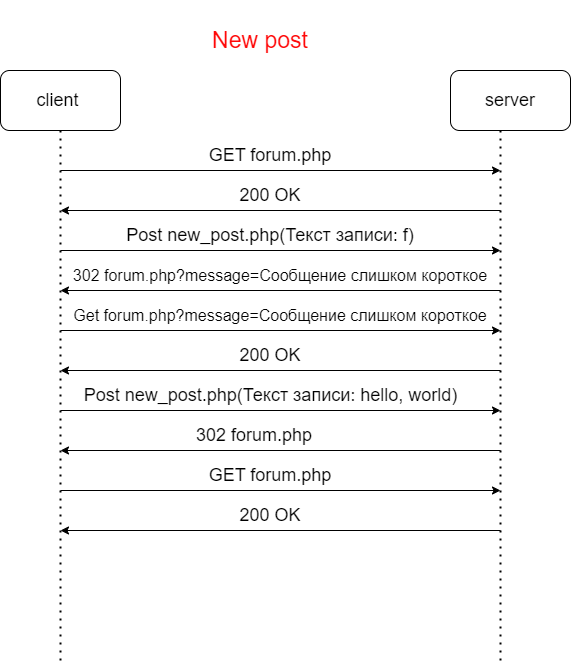 New post
client
server
GET forum.php
200 OK
Post new_post.php(Текст записи: f)
302 forum.php?message=Сообщение слишком короткое
Get forum.php?message=Сообщение слишком короткое
200 OK
Post new_post.php(Текст записи: hello, world)
302 forum.php
GET forum.php
200 OK